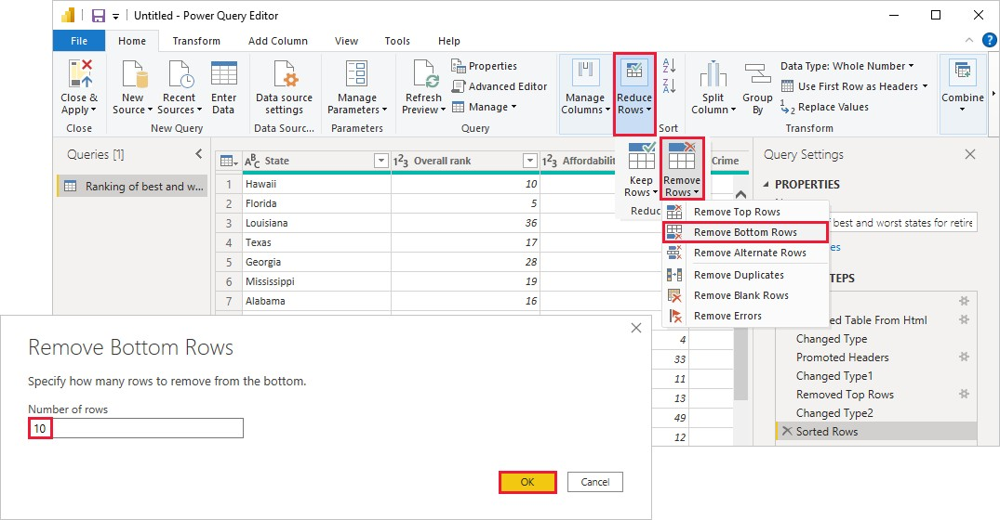 Untitled - Power Query Editor
File Home Transform Add Column View Tools Help
Close & Apply
New Source
Recent Sources
Enter Data
Data source settings
Manage Parameters
Refresh Preview
Properties
Advanced Editor
Manage
Manage Columns
Reduce Rows
Split Column
Group By
Data Type: Whole Number
Use First Row as Headers
Replace Values
Combine
Close New Query Data Sourc... Parameters Query Sort Transform
Queries [1]
Ranking of best and w...
ABC State 123 Overall rank 123 Affordabilit Crime
1 Hawaii 10
2 Florida 5
3 Louisiana 36
4 Texas 17
5 Georgia 28
6 Mississippi 19
7 Alabama 16
4
33
11
13
49
12
Keep Rows
Remove Rows
Reduc
Remove Top Rows
Remove Bottom Rows
Remove Alternate Rows
Remove Duplicates
Remove Blank Rows
Remove Errors
Query Settings
PROPERTIES
best and worst states for retire
es
TEPS
ed Table From Html
Changed Type
Promoted Headers
Changed Type1
Removed Top Rows
Changed Type2
Sorted Rows
Remove Bottom Rows
Specify how many rows to remove from the bottom.
Number of rows
10
OK Cancel